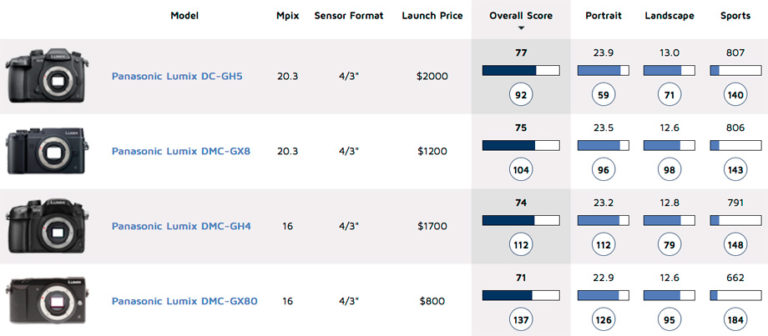 Model Mpix Sensor Format Launch Price Overall Score Portrait Landscape Sports
Panasonic Lumix DC-GH5 20.3 4/3" $2000 77 23.9 13.0 807
92 59 71 140
Panasonic Lumix DMC-GX8 20.3 4/3" $1200 75 23.5 12.6 806
104 96 98 143
Panasonic Lumix DMC-GH4 16 4/3" $1700 74 23.2 12.8 791
112 112 79 148
Panasonic Lumix DMC-GX80 16 4/3" $800 71 22.9 12.6 662
137 126 95 184